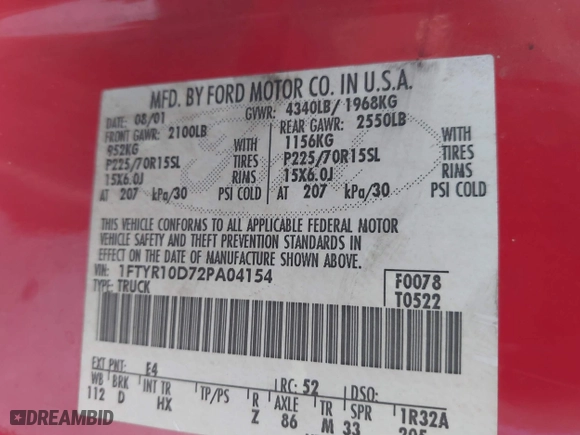 MFD. BY FORD MOTOR CO. IN U.S.A.
DATE: 08/01 GVWR: 4340LB/ 1968KG
FRONT GAWR: 2100LB REAR GAWR: 2550LB
952KG WITH 1156KG WITH
P225/70R15SL TIRES P225/70R15SL TIRES
15X6.0J RIMS 15X6.0J RIMS
AT 207 kPa/30 PSI COLD AT 207 kPa/30 PSI COLD
THIS VEHICLE CONFORMS TO ALL APPLICABLE FEDERAL MOTOR
VEHICLE SAFETY AND THEFT PREVENTION STANDARDS IN
EFFECT ON THE DATE OF MANUFACTURE SHOWN ABOVE.
VIN: 1FTYR10D72PA04154 F0078
TYPE: TRUCK T0522
EXT PNT: E4 RC: 52 DSO:
WB BRK INT TR TP/PS R AXLE TR SPR 1R32A
112 D HX Z 86 M 33
DREAMBID